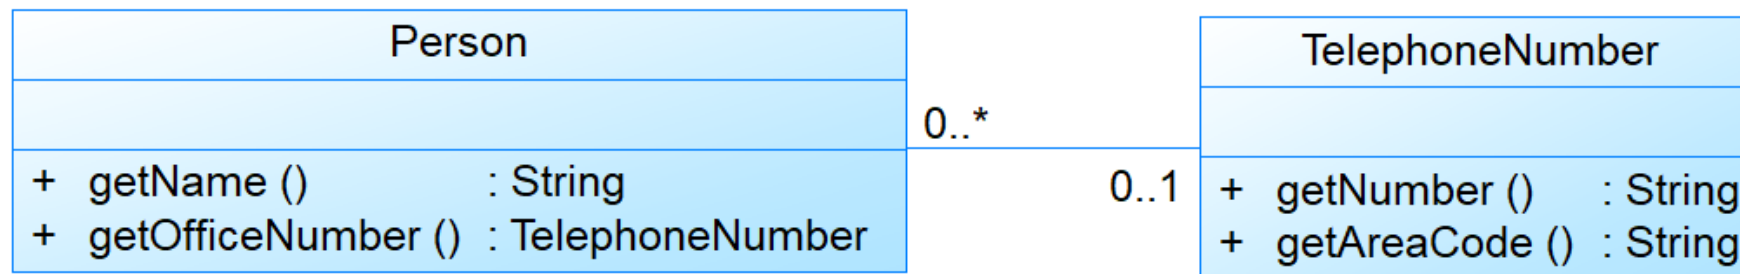 Person
+ getName () : String
+ getOfficeNumber () : TelephoneNumber
0..*
0..1
TelephoneNumber
+ getNumber () : String
+ getAreaCode () : String